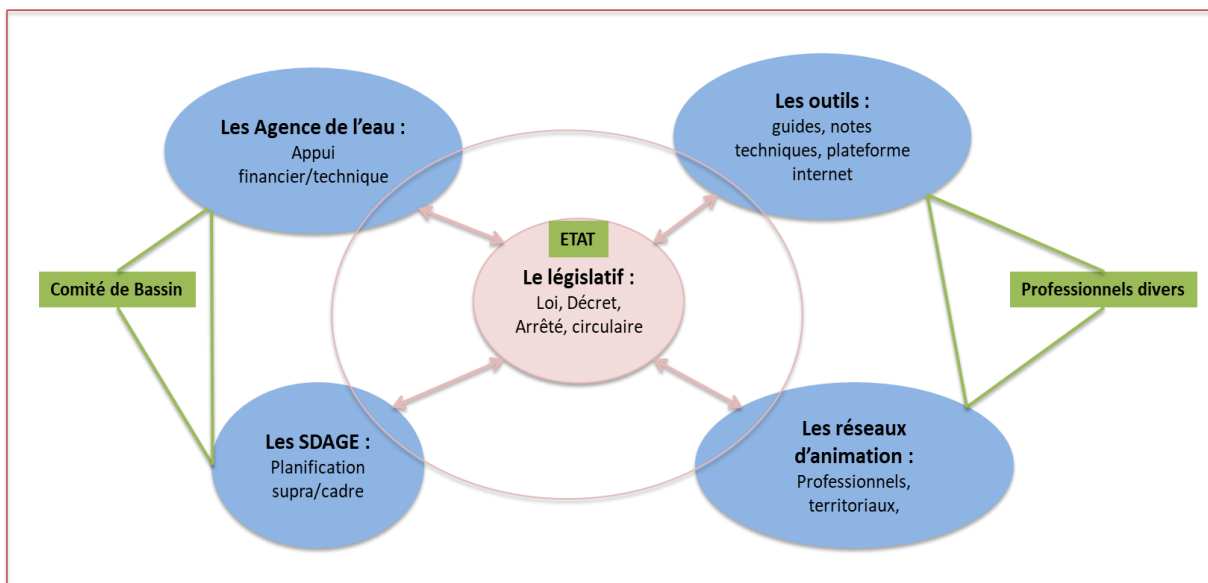 Les Agence de l'eau :
Appui
financier/technique
Les outils :
guides, notes
techniques, plateforme
internet
ETAT
Le législatif :
Loi, Décret,
Arrêté, circulaire
Comité de Bassin
Professionnels divers
Les SDAGE :
Planification
supra/cadre
Les réseaux
d'animation :
Professionnels,
territoriaux,